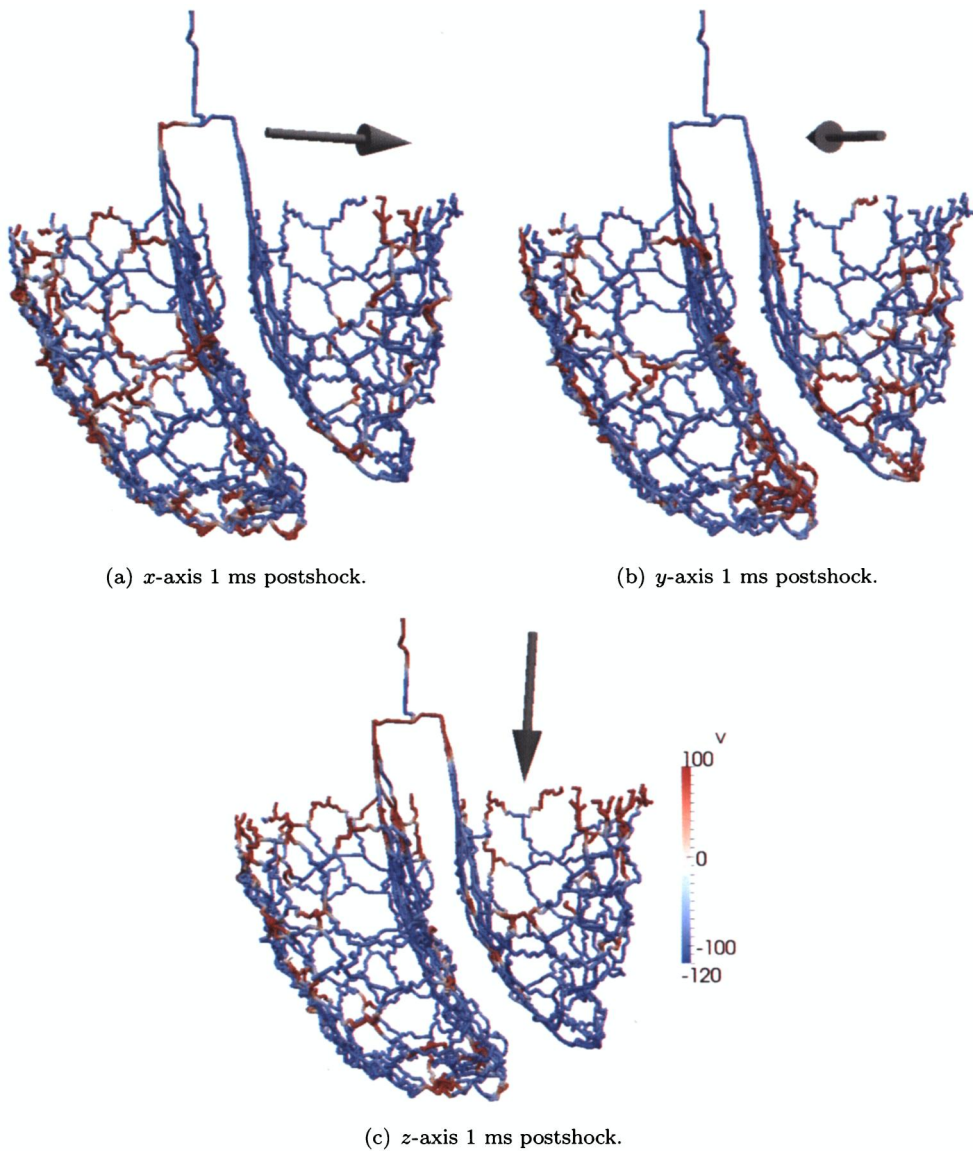 (a) x-axis 1 ms postshock.
(b) y-axis 1 ms postshock.
V
100
0
-100
-120
(c) z-axis 1 ms postshock.